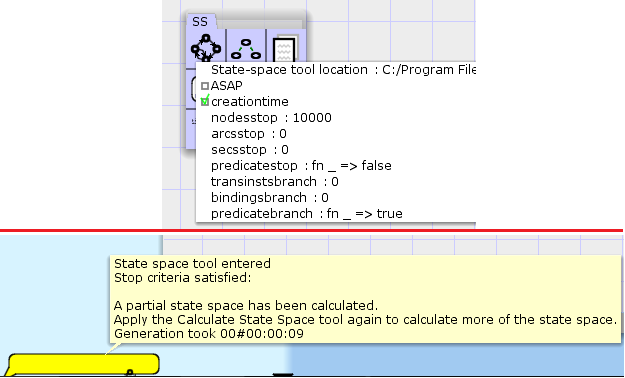 SS
State-space tool location : C:/Program File
ASAP
creationtime
nodesstop : 10000
arcsstop : 0
secsstop : 0
predicatestop : fn _ => false
transinstsbranch : 0
bindingsbranch : 0
predicatebranch : fn _ => true
State space tool entered
Stop criteria satisfied:
A partial state space has been calculated.
Apply the Calculate State Space tool again to calculate more of the state space.
Generation took 00#00:00:09